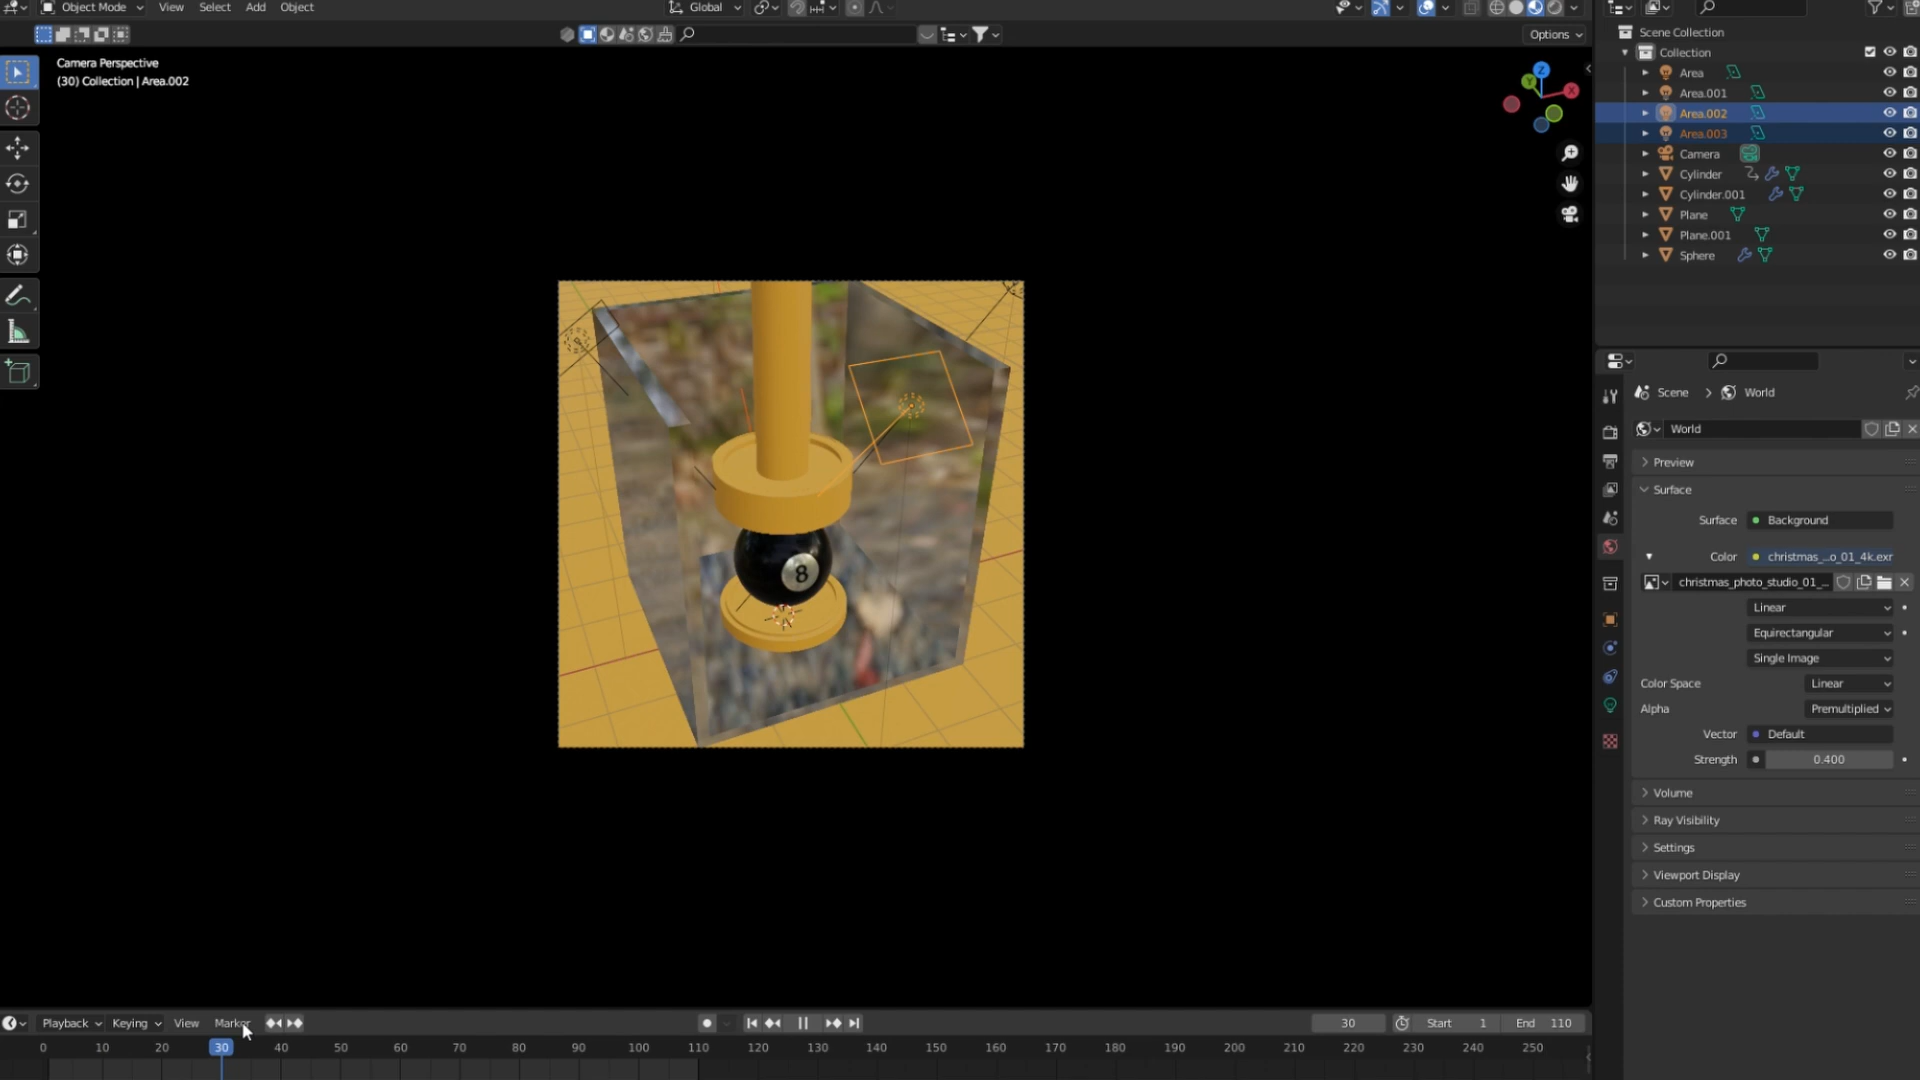 Object Mode View Select Add Object Global
Options
Camera Perspective
(30) Collection | Area.002
Z
Y
X
8
Scene Collection
Collection
Area
Area.001
Area.002
Area.003
Camera
Cylinder
Cylinder.001
Plane
Plane.001
Sphere
Scene > World
World
Preview
Surface
Surface Background
Color christmas_...o_01_4k.exr
christmas_photo_studio_01_...
Linear
Equirectangular
Single Image
Color Space Linear
Alpha Premultiplied
Vector Default
Strength 0.400
Volume
Ray Visibility
Settings
Viewport Display
Custom Properties
Playback Keying View Marker 30 Start 1 End 110
0 10 20 30 40 50 60 70 80 90 100 110 120 130 140 150 160 170 180 190 200 210 220 230 240 250